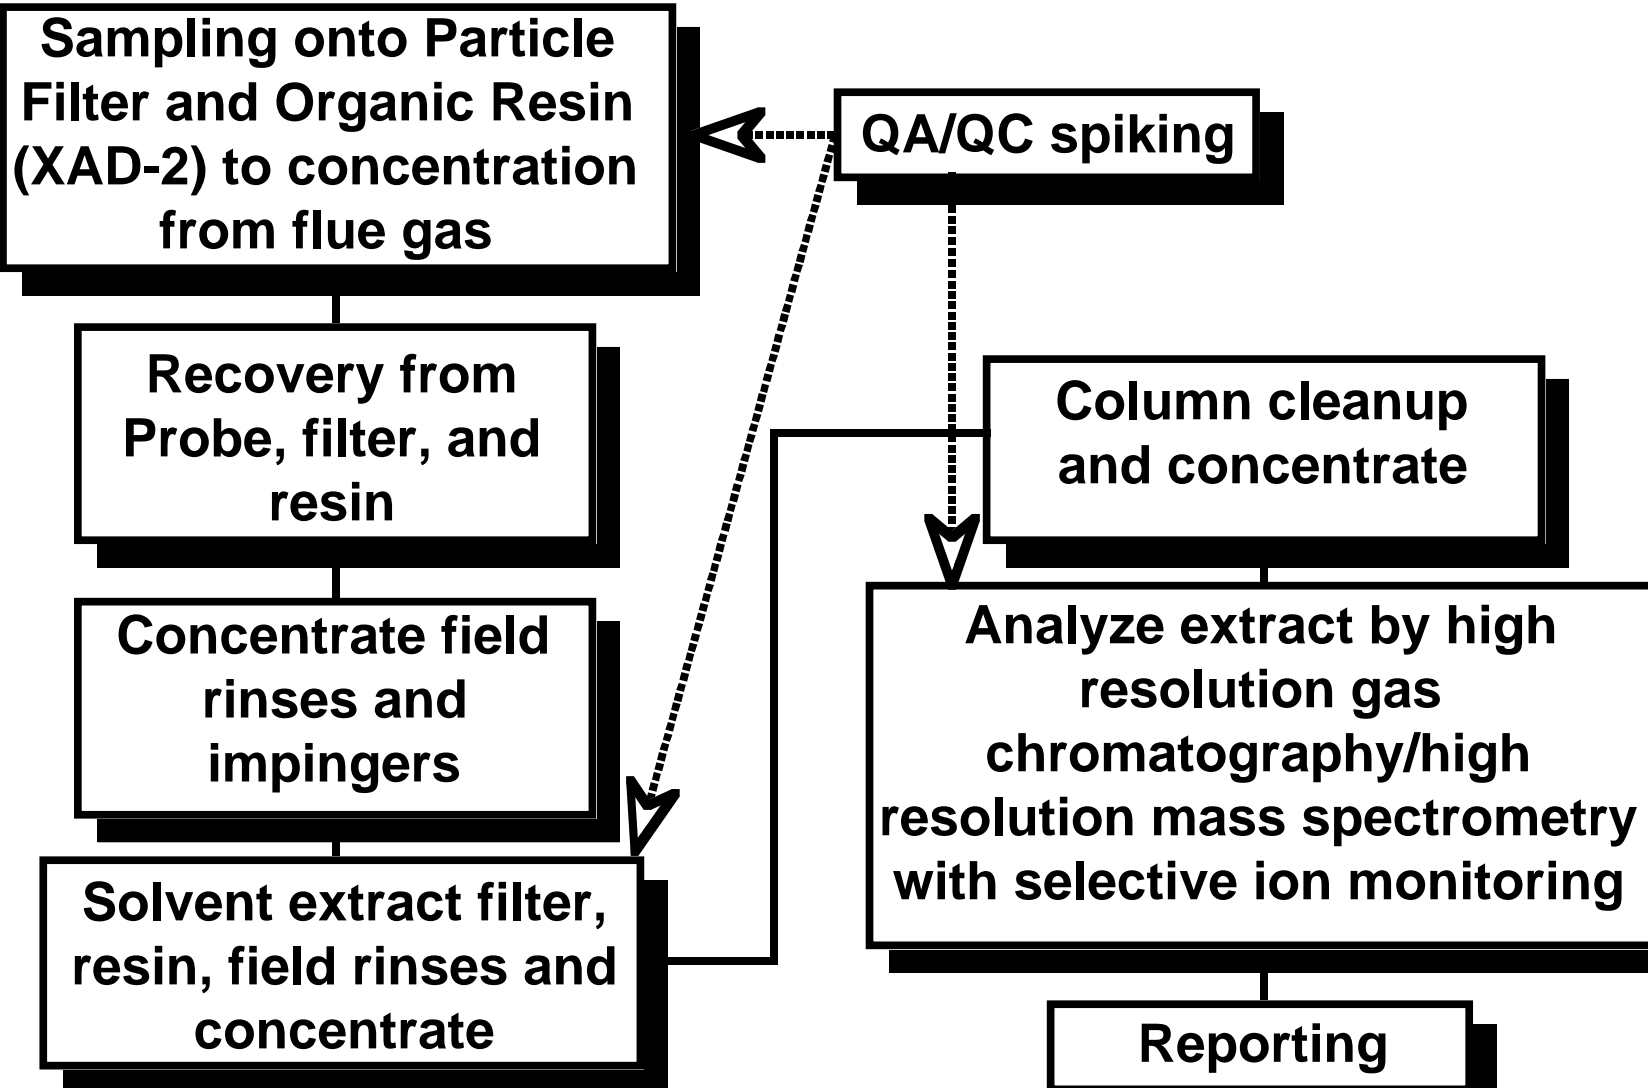 Sampling onto Particle
Filter and Organic Resin
(XAD-2) to concentration
from flue gas
QA/QC spiking
Recovery from
Probe, filter, and
resin
Concentrate field
rinses and
impingers
Solvent extract filter,
resin, field rinses and
concentrate
Column cleanup
and concentrate
Analyze extract by high
resolution gas
chromatography/high
resolution mass spectrometry
with selective ion monitoring
Reporting